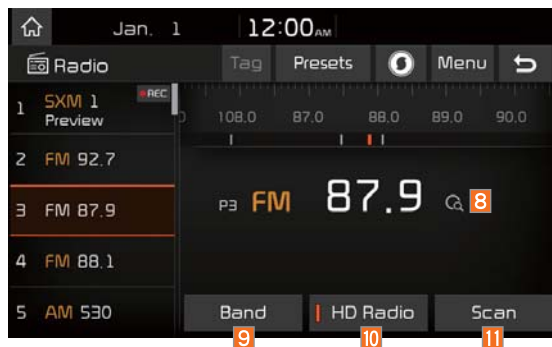 Jan. 1 12:00 AM
Radio Tag Presets Menu
1 SXM 1 REC
Preview
108.0 87.0 88.0 89.0 90.0
2 FM 92.7
3 FM 87.9
P3 FM 87.9 8
4 FM 88.1
5 AM 530
Band HD Radio Scan
9 10 11